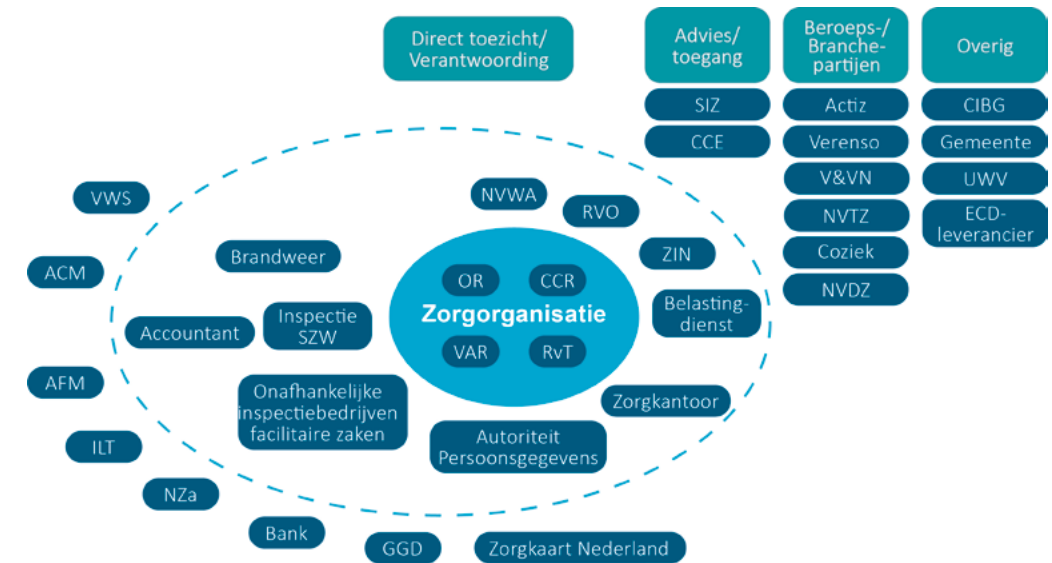 Direct toezicht/
Verantwoording
Advies/
toegang
SIZ
CCE
Beroeps-/
Branche-
partijen
Actiz
Verenso
V&VN
NVTZ
Coziek
NVDZ
Overig
CIBG
Gemeente
UWV
ECD-
leverancier
VWS
ACM
AFM
ILT
NZa
Bank
GGD
Zorgkaart Nederland
NVWA
RVO
ZIN
Belasting-
dienst
Zorgkantoor
Autoriteit
Persoonsgegevens
Onafhankelijke
inspectiebedrijven
facilitaire zaken
Accountant
Inspectie
SZW
Brandweer
OR
CCR
Zorgorganisatie
VAR
RvT